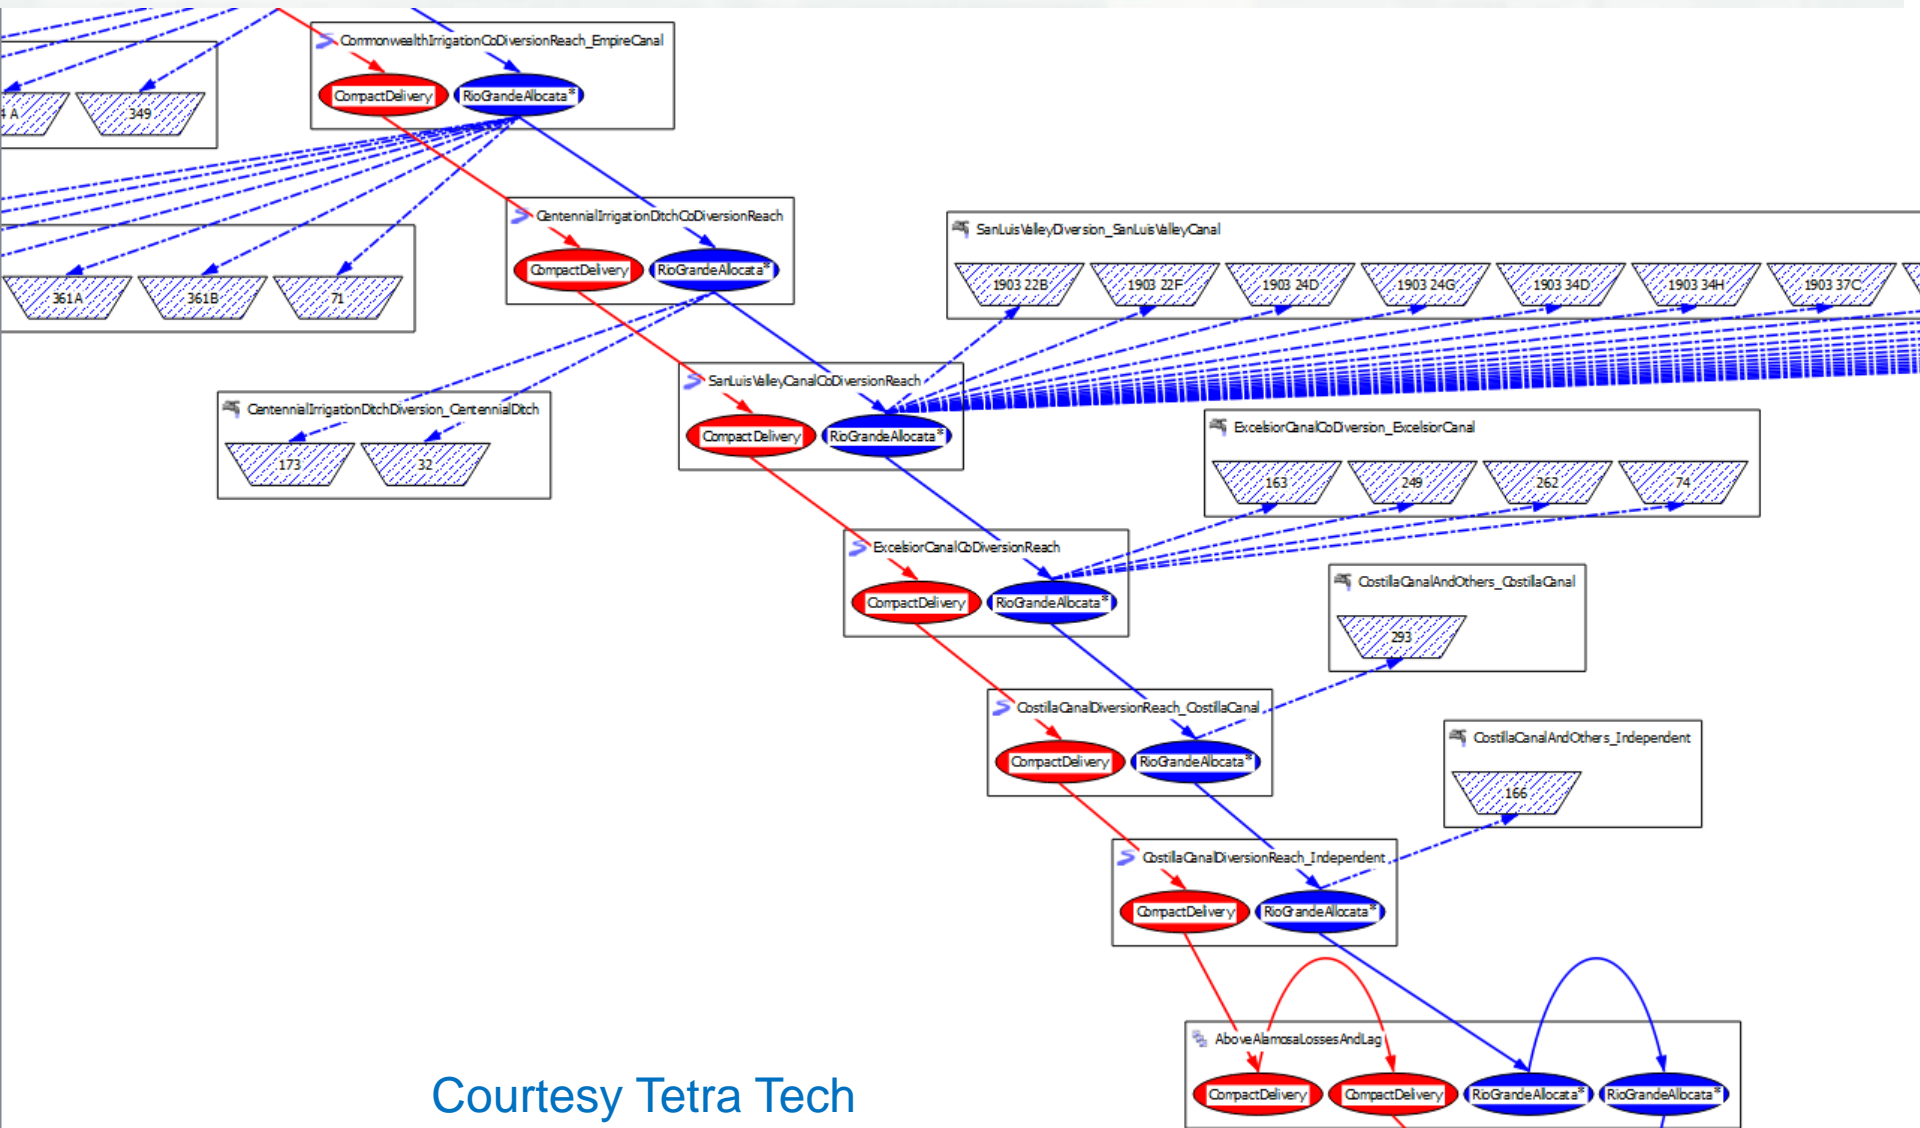 CommonwealthIrrigationCoDiversionReach_EmpireCanal
CompactDelivery
RioGrandeAllocata*
4 A
349
CentennialIrrigationDitchCoDiversionReach
CompactDelivery
RioGrandeAllocata*
SanLuisValleyDiversion_SanLuisValleyCanal
1903 22B
1903 22F
1903 24D
1903 24G
1903 34D
1903 34H
1903 37C
361A
361B
71
SanLuisValleyCanalCoDiversionReach
CompactDelivery
RioGrandeAllocata*
CentennialIrrigationDitchDiversion_CentennialDitch
173
32
ExcelsiorCanalCoDiversion_ExcelsiorCanal
163
249
262
74
ExcelsiorCanalCoDiversionReach
CompactDelivery
RioGrandeAllocata*
CostillaCanalAndOthers_CostillaCanal
293
CostillaCanalDiversionReach_CostillaCanal
CompactDelivery
RioGrandeAllocata*
CostillaCanalAndOthers_Independent
166
CostillaCanalDiversionReach_Independent
CompactDelivery
RioGrandeAllocata*
AboveAlamosaLossesAndLag
CompactDelivery
CompactDelivery
RioGrandeAllocata*
RioGrandeAllocata*
Courtesy Tetra Tech